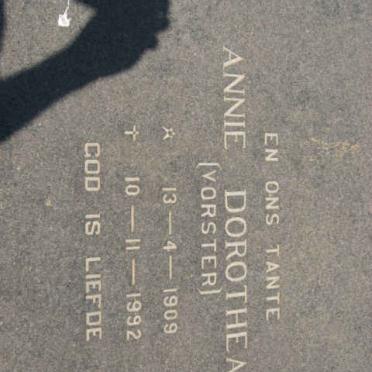 EN ONS TANTE
ANNIE DOROTHEA
(VORSTER)
☆ 13 — 4 — 1909
✝ 10 — 11 — 1992
GOD IS LIEFDE